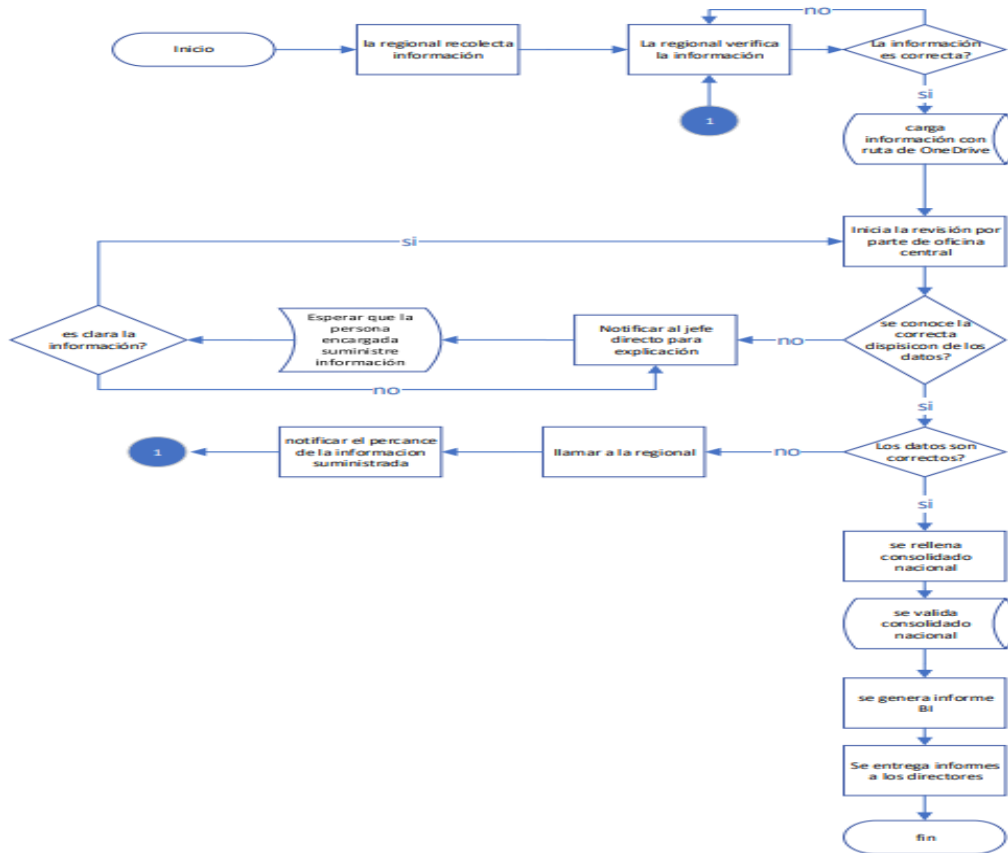 no
Inicio
la regional recolecta
información
La regional verifica
la información
La información
es correcta?
si
1
carga
información con
ruta de OneDrive
Inicia la revisión por
parte de oficina
central
si
es clara la
información?
Esperar que la
persona
encargada
suministre
información
Notificar al jefe
directo para
explicación
no
se conoce la
correcta
dispisicon de los
datos?
no
si
1
notificar el percance
de la informacion
suministrada
llamar a la regional
no
Los datos son
correctos?
si
se rellena
consolidado
nacional
se valida
consolidado
nacional
se genera informe
BI
Se entrega informes
a los directores
fin